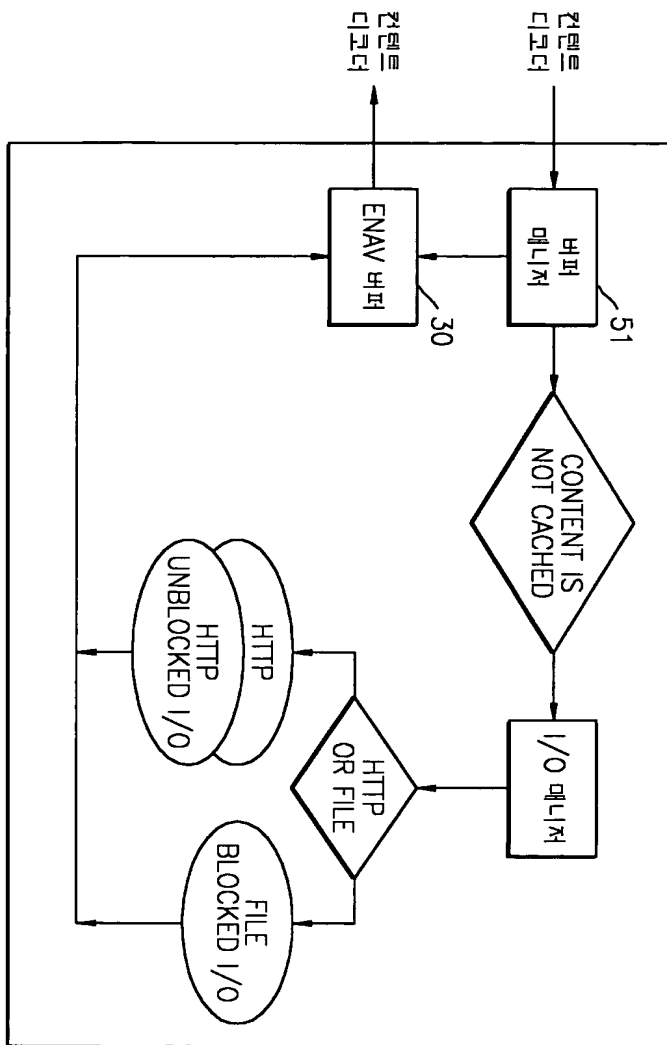 컨텐트
디코더
버퍼
매니저
51
CONTENT IS
NOT CACHED
I/O 매니저
컨텐트
디코더
ENAV 버퍼
30
HTTP
OR FILE
HTTP
HTTP
UNBLOCKED I/O
FILE
BLOCKED I/O